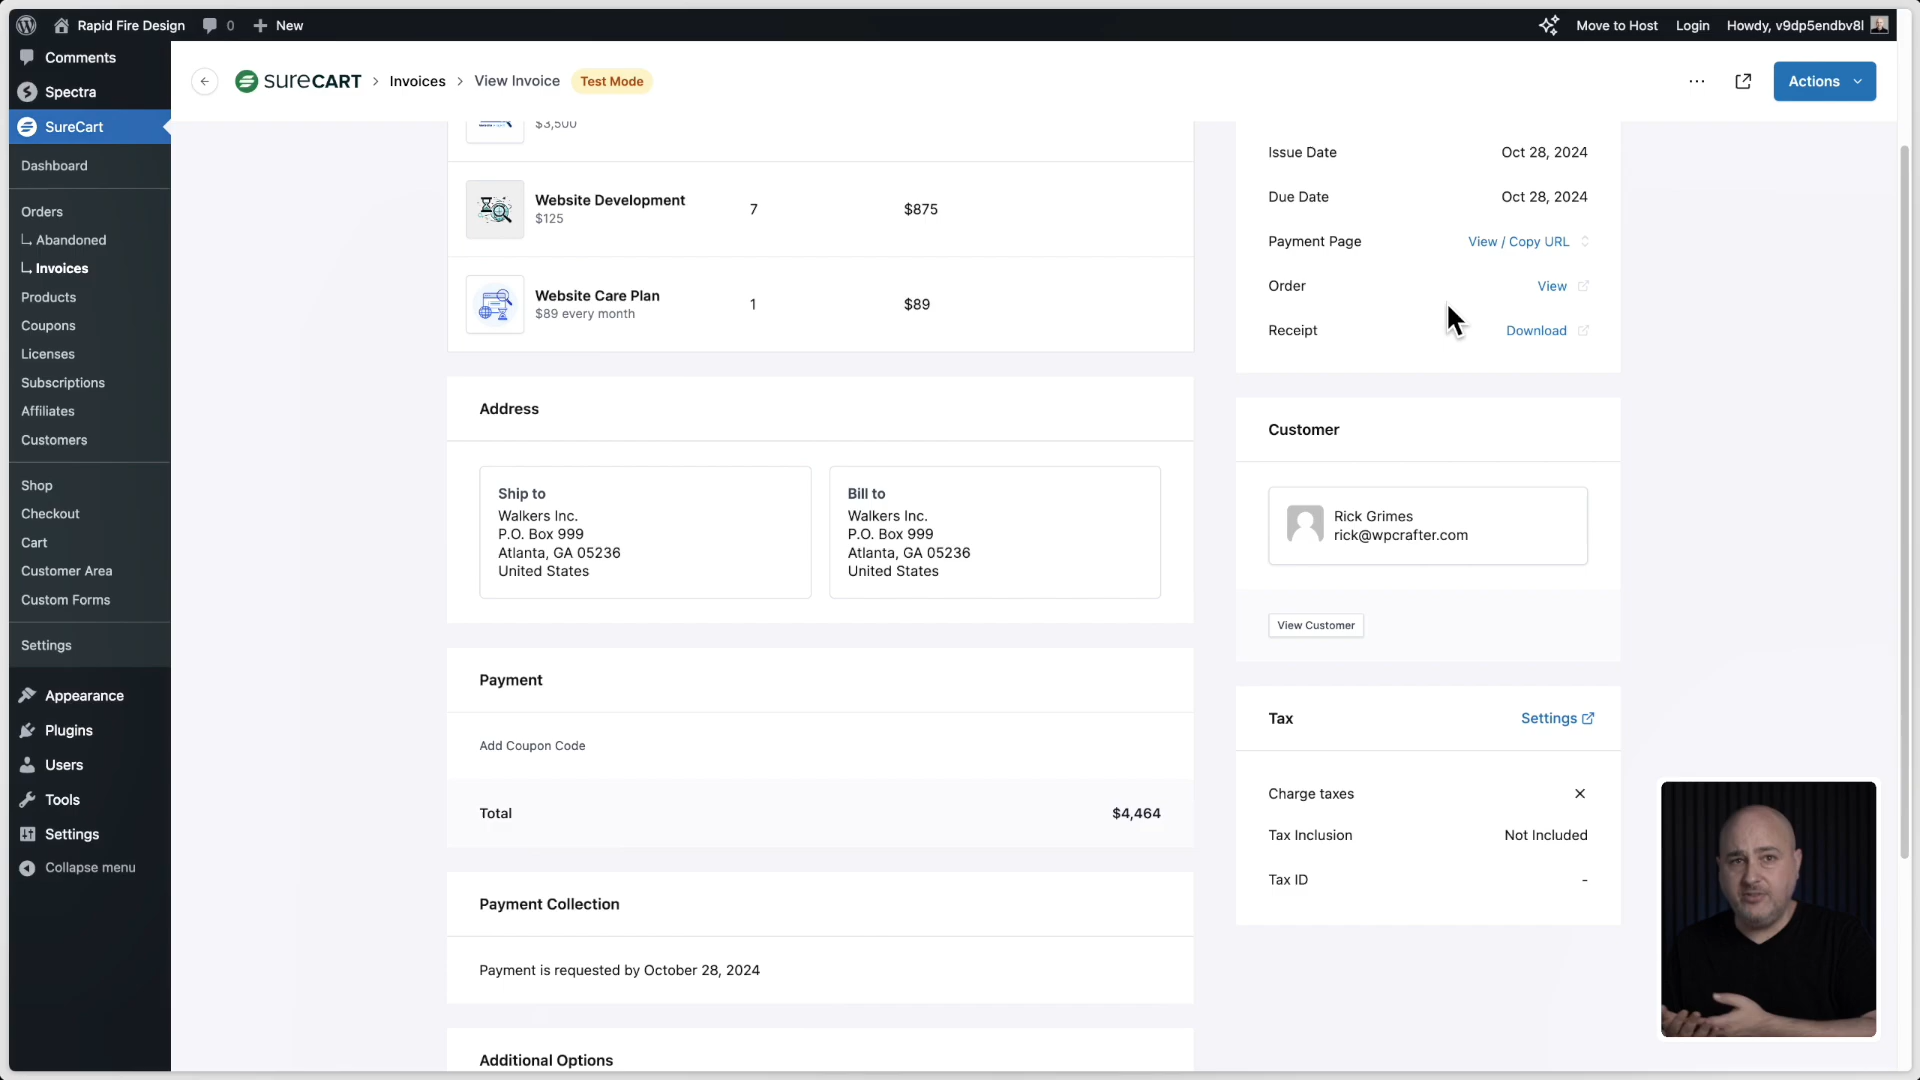 Rapid Fire Design
0
New
Move to Host
Login
Howdy, v9dp5endbv8l
Comments
Spectra
SureCart
Dashboard
Orders
Abandoned
Invoices
Products
Coupons
Licenses
Subscriptions
Affiliates
Customers
Shop
Checkout
Cart
Customer Area
Custom Forms
Settings
Appearance
Plugins
Users
Tools
Settings
Collapse menu
SURECART
Invoices
View Invoice
Test Mode
Actions
$3,500
Website Development
$125
7
$875
Website Care Plan
$89 every month
1
$89
Address
Ship to
Walkers Inc.
P.O. Box 999
Atlanta, GA 05236
United States
Bill to
Walkers Inc.
P.O. Box 999
Atlanta, GA 05236
United States
Payment
Add Coupon Code
Total
$4,464
Payment Collection
Payment is requested by October 28, 2024
Additional Options
Issue Date
Oct 28, 2024
Due Date
Oct 28, 2024
Payment Page
View / Copy URL
Order
View
Receipt
Download
Customer
Rick Grimes
rick@wpcrafter.com
View Customer
Tax
Settings
Charge taxes
Tax Inclusion
Not Included
Tax ID
-